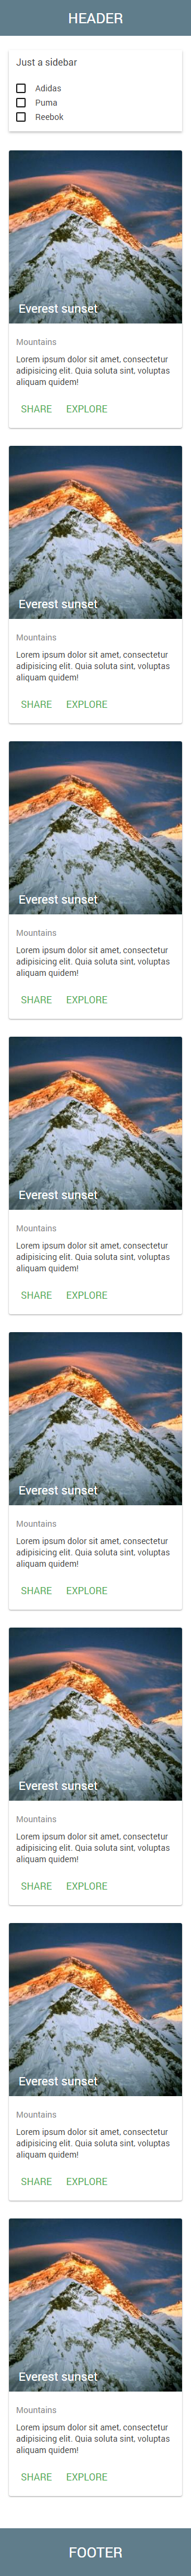 HEADER
Just a sidebar
Adidas
Puma
Reebok
Everest sunset
Mountains
Lorem ipsum dolor sit amet, consectetur
adipisicing elit. Quia soluta sint, voluptas
aliquam quidem!
SHARE EXPLORE
Everest sunset
Mountains
Lorem ipsum dolor sit amet, consectetur
adipisicing elit. Quia soluta sint, voluptas
aliquam quidem!
SHARE EXPLORE
Everest sunset
Mountains
Lorem ipsum dolor sit amet, consectetur
adipisicing elit. Quia soluta sint, voluptas
aliquam quidem!
SHARE EXPLORE
Everest sunset
Mountains
Lorem ipsum dolor sit amet, consectetur
adipisicing elit. Quia soluta sint, voluptas
aliquam quidem!
SHARE EXPLORE
Everest sunset
Mountains
Lorem ipsum dolor sit amet, consectetur
adipisicing elit. Quia soluta sint, voluptas
aliquam quidem!
SHARE EXPLORE
Everest sunset
Mountains
Lorem ipsum dolor sit amet, consectetur
adipisicing elit. Quia soluta sint, voluptas
aliquam quidem!
SHARE EXPLORE
Everest sunset
Mountains
Lorem ipsum dolor sit amet, consectetur
adipisicing elit. Quia soluta sint, voluptas
aliquam quidem!
SHARE EXPLORE
Everest sunset
Mountains
Lorem ipsum dolor sit amet, consectetur
adipisicing elit. Quia soluta sint, voluptas
aliquam quidem!
SHARE EXPLORE
FOOTER